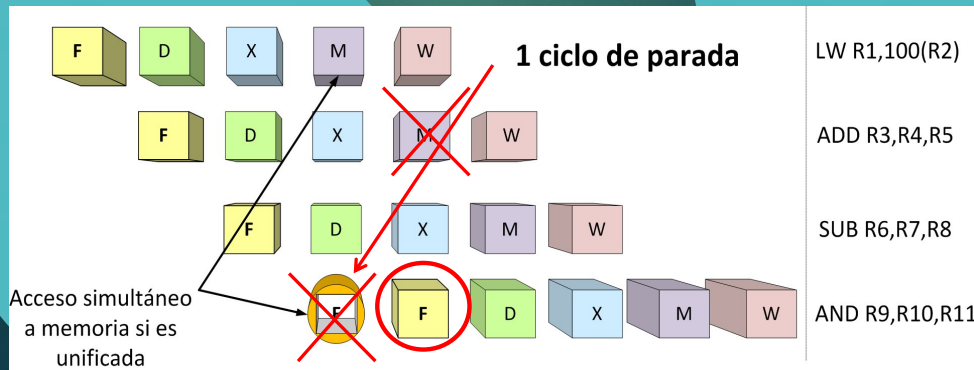 F D X M W
1 ciclo de parada
LW R1,100(R2)
F D X M W
ADD R3,R4,R5
F D X M W
SUB R6,R7,R8
Acceso simultáneo
a memoria si es
unificada
F F D X M W
AND R9,R10,R11